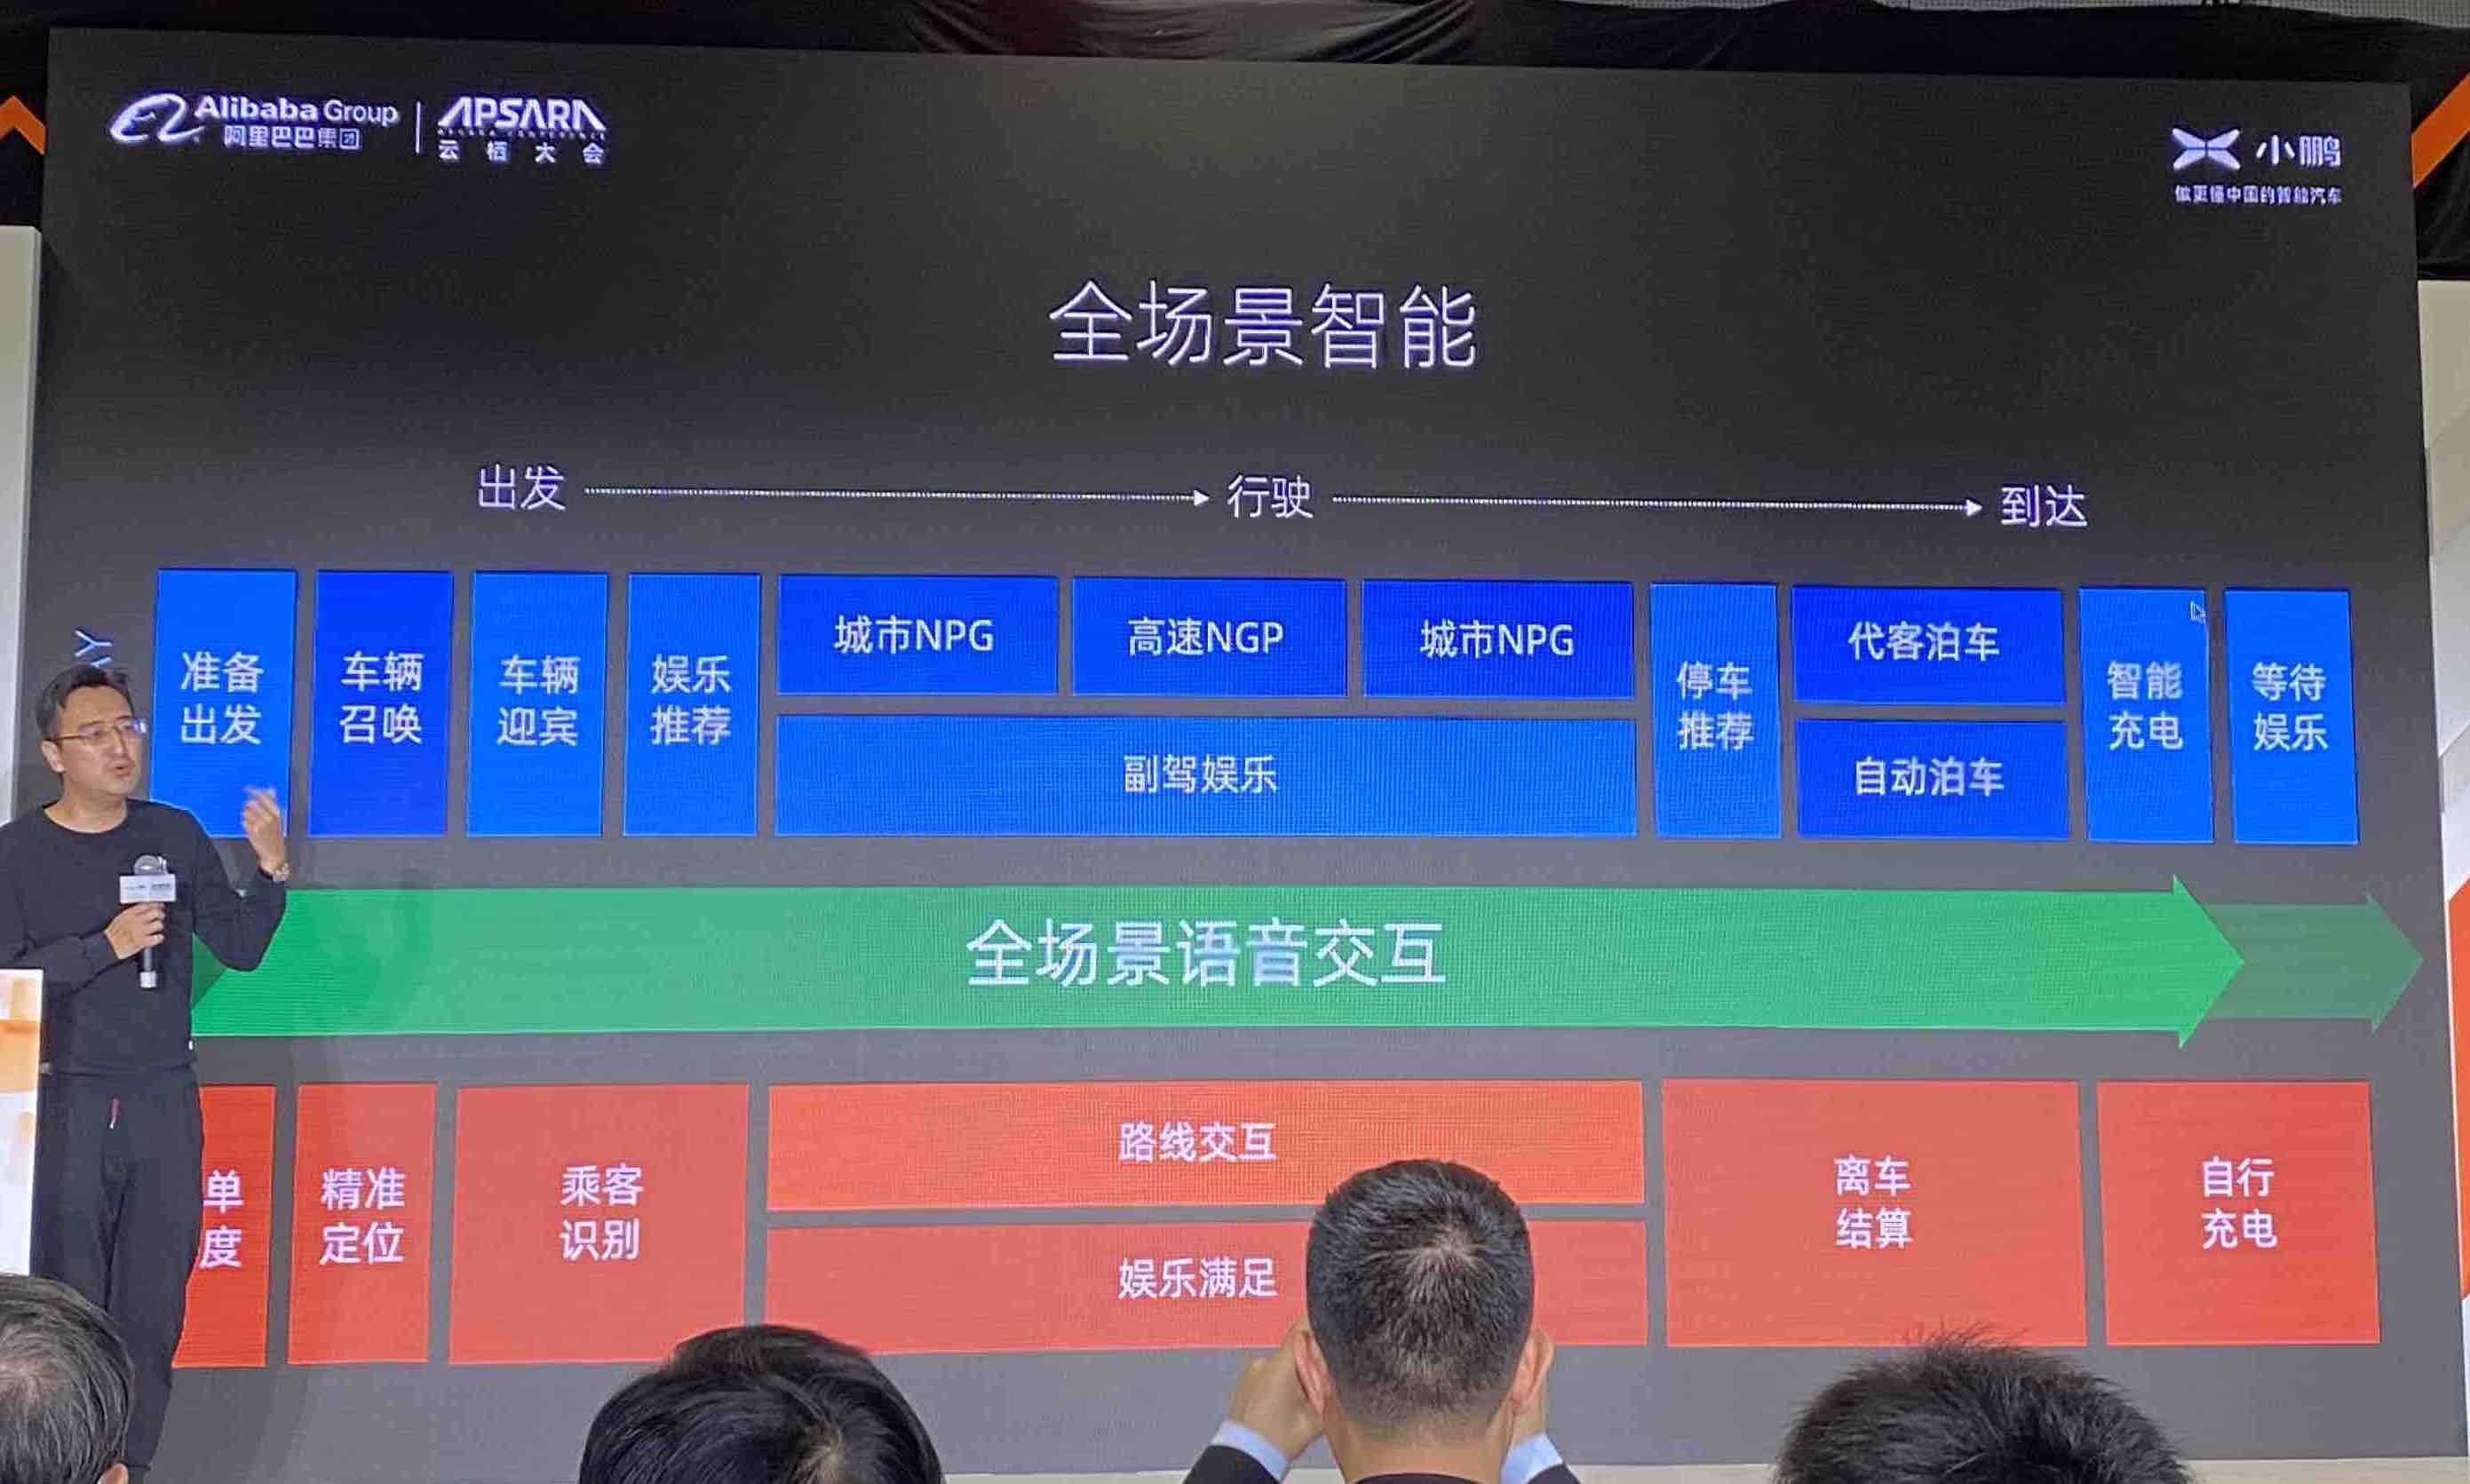 Alibaba Group
阿里巴巴集团
APSARA
云栖大会
小鹏
做更懂中国的智能汽车
全场景智能
出发
行驶
到达
AY
准备
出发
车辆
召唤
车辆
迎宾
娱乐
推荐
城市NPG
高速NGP
城市NPG
副驾娱乐
停车
推荐
代客泊车
自动泊车
智能
充电
等待
娱乐
全场景语音交互
单
度
精准
定位
乘客
识别
路线交互
娱乐满足
离车
结算
自行
充电